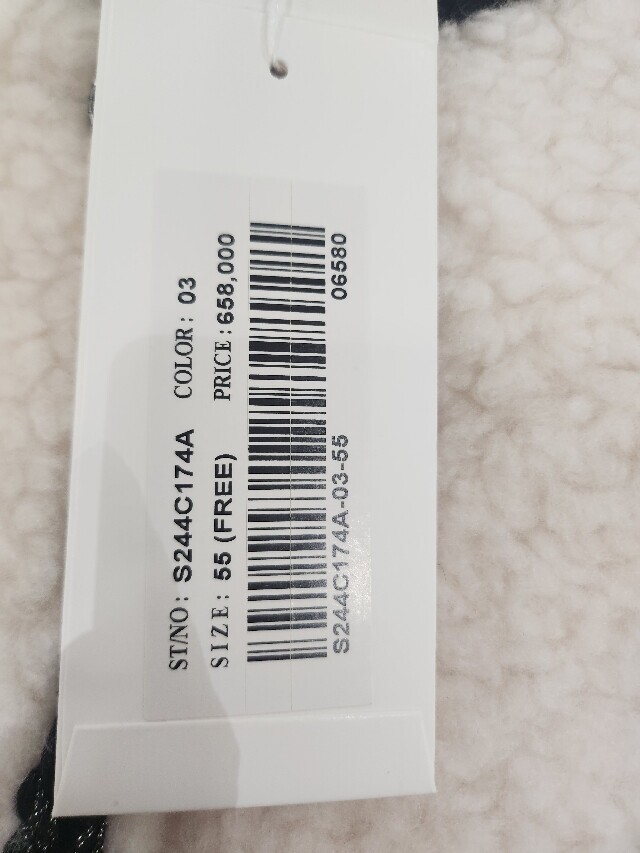 ST/NO : S244C174A COLOR : 03
SIZE : 55 (FREE) PRICE : 658,000
S244C174A-03-55 06580